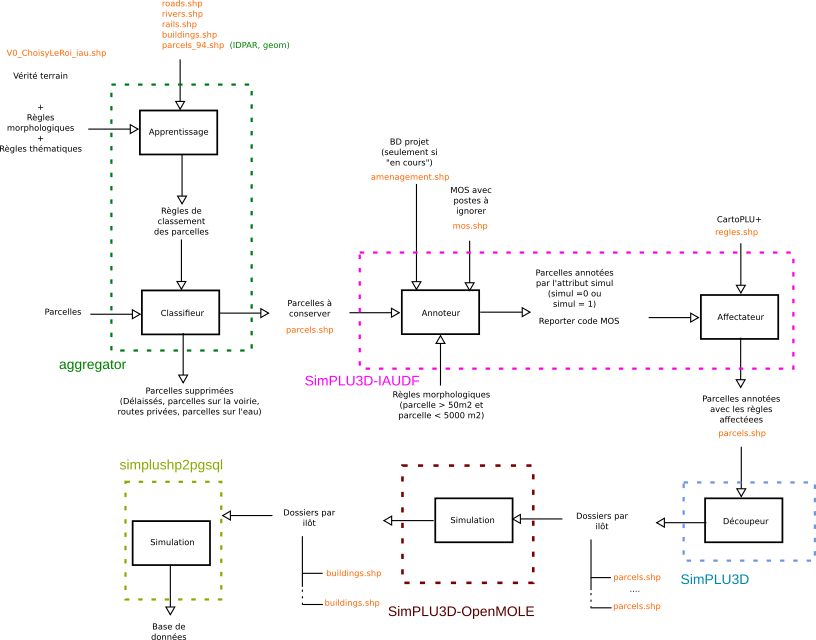 roads.shp
rivers.shp
rails.shp
buildings.shp
parcels_94.shp (IDPAR, geom)
V0_ChoisyLeRoi_iau.shp
Vérité terrain
+
Règles
morphologiques
+
Règles thématiques
Apprentissage
Règles de
classement
des parcelles
Parcelles
Classifieur
aggregator
Parcelles supprimées
(Délaissés, parcelles sur la voirie,
routes privées, parcelles sur l'eau)
Parcelles à
conserver
parcels.shp
BD projet
(seulement si
"en cours")
amenagement.shp
MOS avec
postes à
ignorer
mos.shp
Annoteur
SimPLU3D-IAUDF
Règles morphologiques
(parcelle > 50m2 et
parcelle < 5000 m2)
Parcelles annotées
par l'attribut simul
(simul =0 ou
simul = 1)
Reporter code MOS
CartoPLU+
regles.shp
Affectateur
Parcelles annotées
avec les règles
affectéees
parcels.shp
Découpeur
SimPLU3D
Dossiers par
ilôt
parcels.shp
....
parcels.shp
Simulation
SimPLU3D-OpenMOLE
Dossiers par
ilôt
buildings.shp
buildings.shp
simplushp2pgsql
Simulation
Base de
données